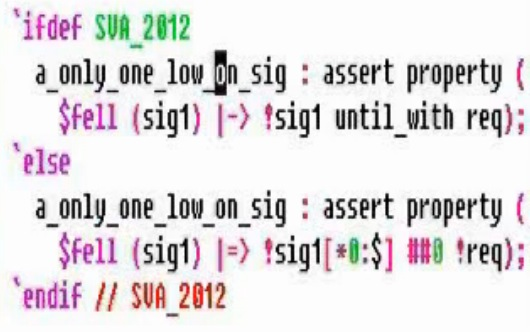 `ifdef SVA_2012
a_only_one_low_on_sig : assert property (
$fell (sig1) |-> !sig1 until_with req);
`else
a_only_one_low_on_sig : assert property (
$fell (sig1) |=> !sig1[*0:$] ##0 !req);
`endif // SVA_2012